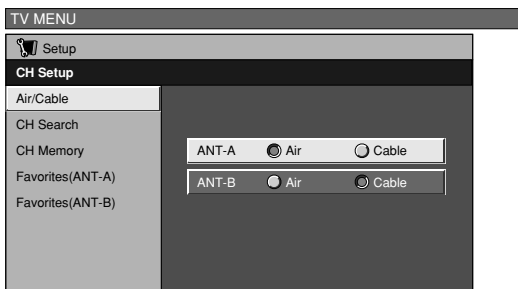 TV MENU
Setup
CH Setup
Air/Cable
CH Search
CH Memory
Favorites(ANT-A)
Favorites(ANT-B)
ANT-A Air Cable
ANT-B Air Cable